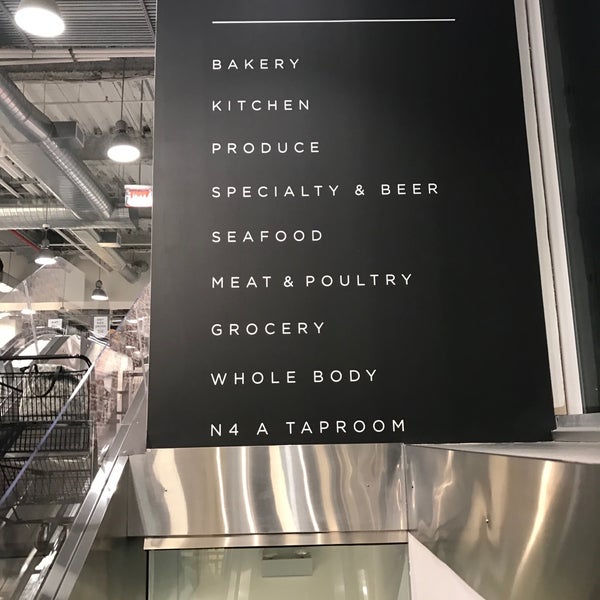 BAKERY
KITCHEN
PRODUCE
SPECIALTY & BEER
SEAFOOD
MEAT & POULTRY
GROCERY
WHOLE BODY
N4 A TAPROOM